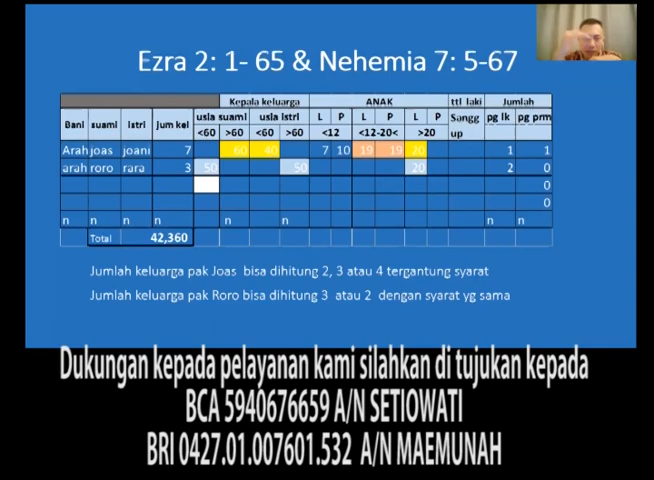 Ezra 2: 1- 65 & Nehemia 7: 5-67
Kepala keluarga ANAK ttl laki Jumlah
Bani suami istri jum kel usia suami usia istri L P L P L P Sangg up pg lk pg prm
<60 >60 <60 >60 <12 <12-20< >20
Arah joas joani 7 60 40 7 10 19 19 20 1 1
arah roro rara 3 50 50 20 2 0
0
0
n n n n n n n n
Total 42,360
Jumlah keluarga pak Joas bisa dihitung 2, 3 atau 4 tergantung syarat
Jumlah keluarga pak Roro bisa dihitung 3 atau 2 dengan syarat yg sama
Dukungan kepada pelayanan kami silahkan di tujukan kepada
BCA 5940676659 A/N SETIOWATI
BRI 0427.01.007601.532 A/N MAEMUNAH